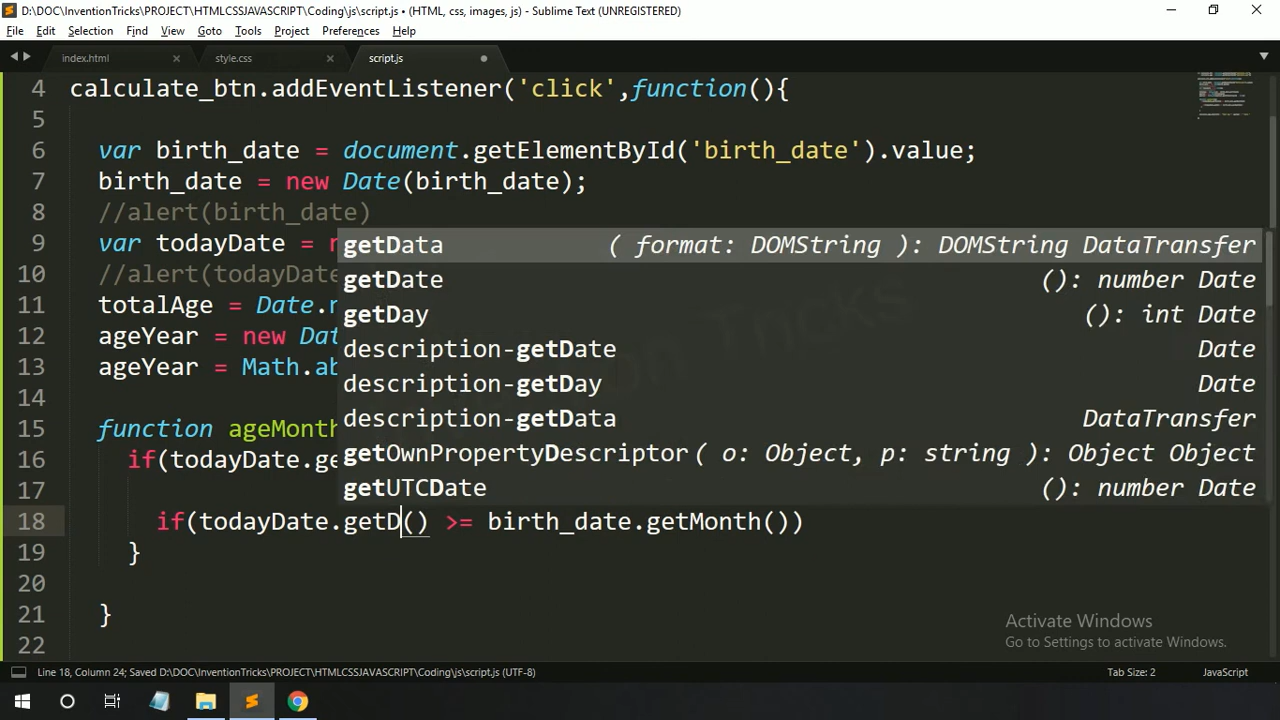 D:\DOC\InventionTricks\PROJECT\HTMLCSSJAVASCRIPT\Coding\js\script.js • (HTML, css, images, js) - Sublime Text (UNREGISTERED)
File Edit Selection Find View Goto Tools Project Preferences Help
index.html × style.css × script.js
4 calculate_btn.addEventListener('click',function(){
5
6 var birth_date = document.getElementById('birth_date').value;
7 birth_date = new Date(birth_date);
8 //alert(birth_date)
9 var todayDate = n
getData ( format: DOMString ): DOMString DataTransfer
10 //alert(todayDate
getDate (): number Date
11 totalAge = Date.n
getDay (): int Date
12 ageYear = new Dat
description-getDate Date
13 ageYear = Math.ab
description-getDay Date
14
description-getData DataTransfer
15 function ageMonth
getOwnPropertyDescriptor ( o: Object, p: string ): Object Object
16 if(todayDate.ge
getUTCDate (): number Date
17
18 if(todayDate.getD() >= birth_date.getMonth())
19 }
20
21 }
22
Activate Windows
Go to Settings to activate Windows.
Line 18, Column 24; Saved D:\DOC\InventionTricks\PROJECT\HTMLCSSJAVASCRIPT\Coding\js\script.js (UTF-8) Tab Size: 2 JavaScript